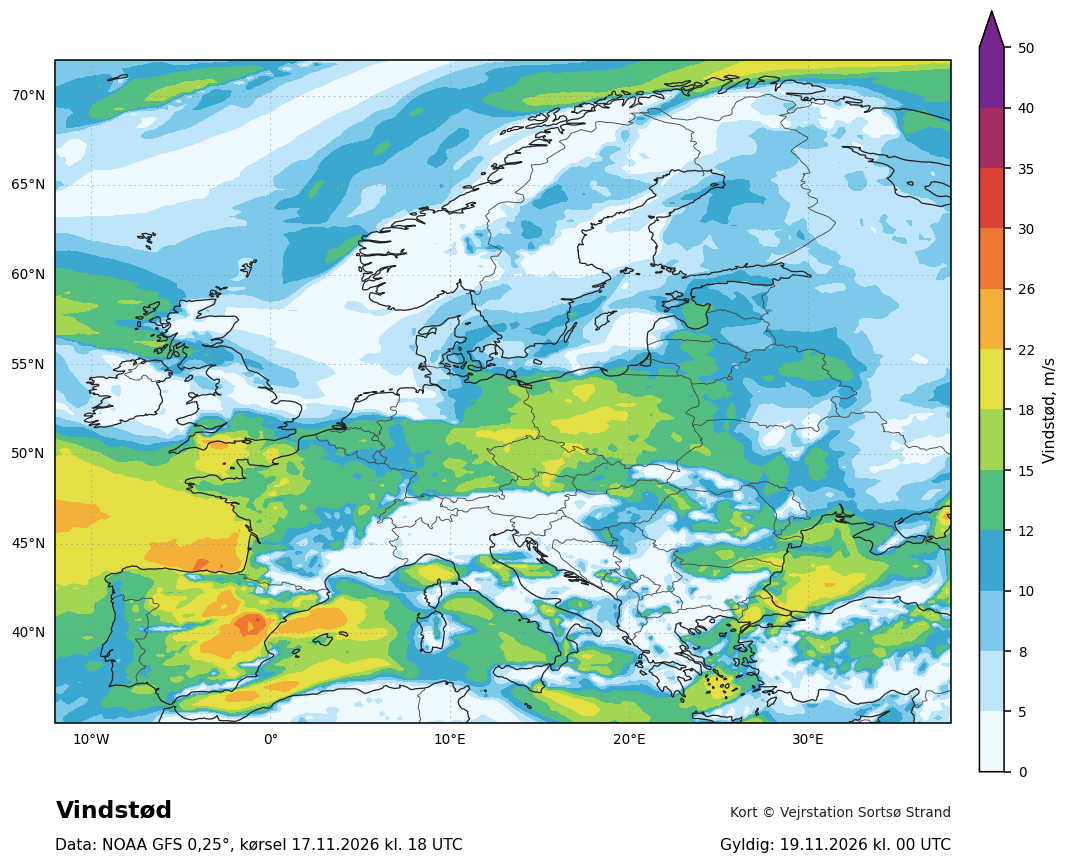 50
40
35
30
26
22
18
15
12
10
8
5
0
Vindstød, m/s
70°N
65°N
60°N
55°N
50°N
45°N
40°N
10°W
0°
10°E
20°E
30°E
Vindstød
Kort © Vejrstation Sortsø Strand
Data: NOAA GFS 0,25°, kørsel 17.11.2026 kl. 18 UTC
Gyldig: 19.11.2026 kl. 00 UTC